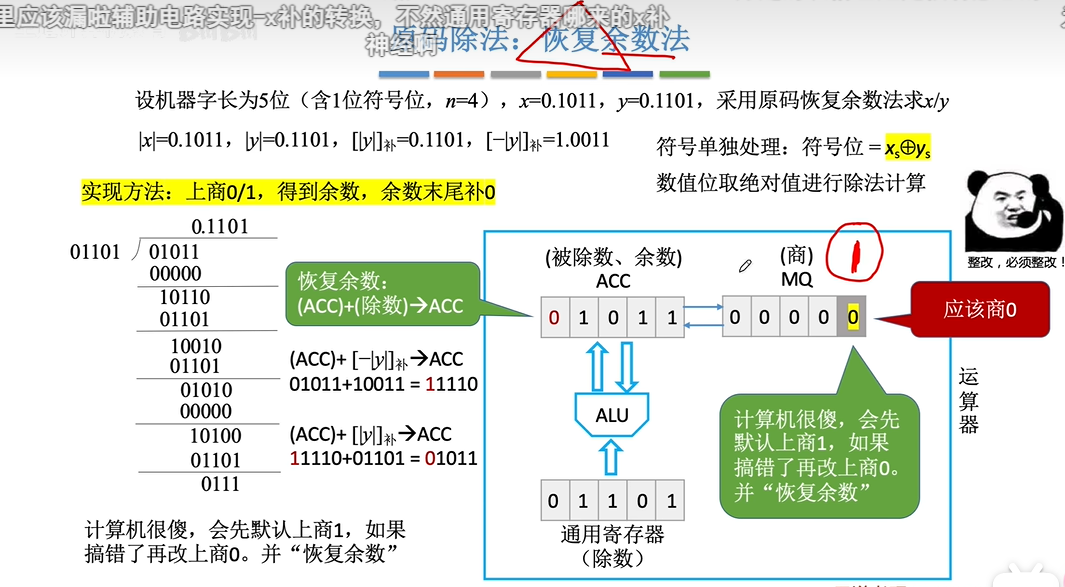 里应该漏啦辅助电路实现-x补的转换，不然通用寄存器哪来的x补
神经啊
原码除法：恢复余数法
设机器字长为5位（含1位符号位，n=4），x=0.1011，y=0.1101，采用原码恢复余数法求x/y
|x|=0.1011，|y|=0.1101，[|y|]补=0.1101，[−|y|]补=1.0011
符号单独处理：符号位 = xs⊕ys
数值位取绝对值进行除法计算
实现方法：上商0/1，得到余数，余数末尾补0
0.1101
01101 ) 01011
00000
10110
01101
10010
01101
01010
00000
10100
01101
0111
恢复余数：
(ACC)+(除数)→ACC
(ACC)+ [−|y|]补→ACC
01011+10011 = 11110
(ACC)+ [|y|]补→ACC
11110+01101 = 01011
计算机很傻，会先默认上商1，如果
搞错了再改上商0。并“恢复余数”
(被除数、余数)
ACC
(商)
MQ
1
0 1 0 1 1
0 0 0 0 0
应该商0
ALU
0 1 1 0 1
通用寄存器
（除数）
计算机很傻，会先
默认上商1，如果
搞错了再改上商0。
并“恢复余数”
运
算
器
整改，必须整改！